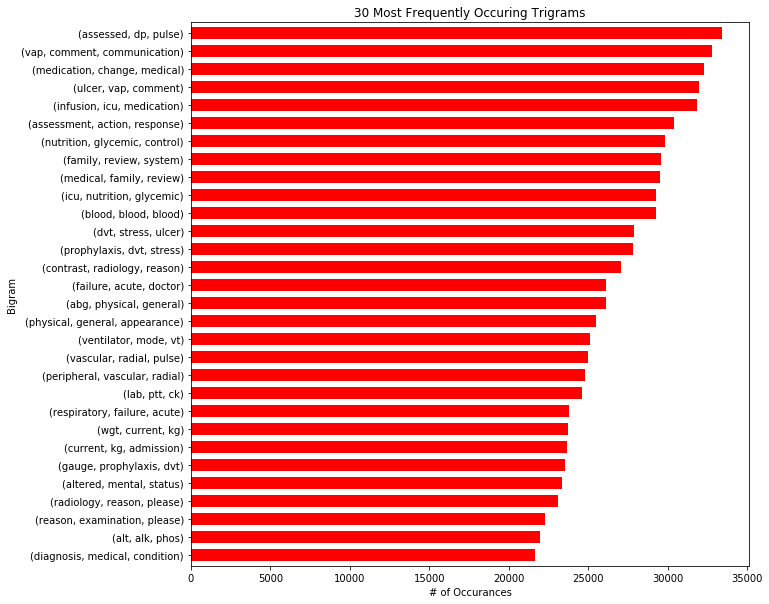 30 Most Frequently Occuring Trigrams
(assessed, dp, pulse)
(vap, comment, communication)
(medication, change, medical)
(ulcer, vap, comment)
(infusion, icu, medication)
(assessment, action, response)
(nutrition, glycemic, control)
(family, review, system)
(medical, family, review)
(icu, nutrition, glycemic)
(blood, blood, blood)
(dvt, stress, ulcer)
(prophylaxis, dvt, stress)
(contrast, radiology, reason)
(failure, acute, doctor)
(abg, physical, general)
(physical, general, appearance)
(ventilator, mode, vt)
(vascular, radial, pulse)
(peripheral, vascular, radial)
(lab, ptt, ck)
(respiratory, failure, acute)
(wgt, current, kg)
(current, kg, admission)
(gauge, prophylaxis, dvt)
(altered, mental, status)
(radiology, reason, please)
(reason, examination, please)
(alt, alk, phos)
(diagnosis, medical, condition)
Bigram
0 5000 10000 15000 20000 25000 30000 35000
# of Occurances